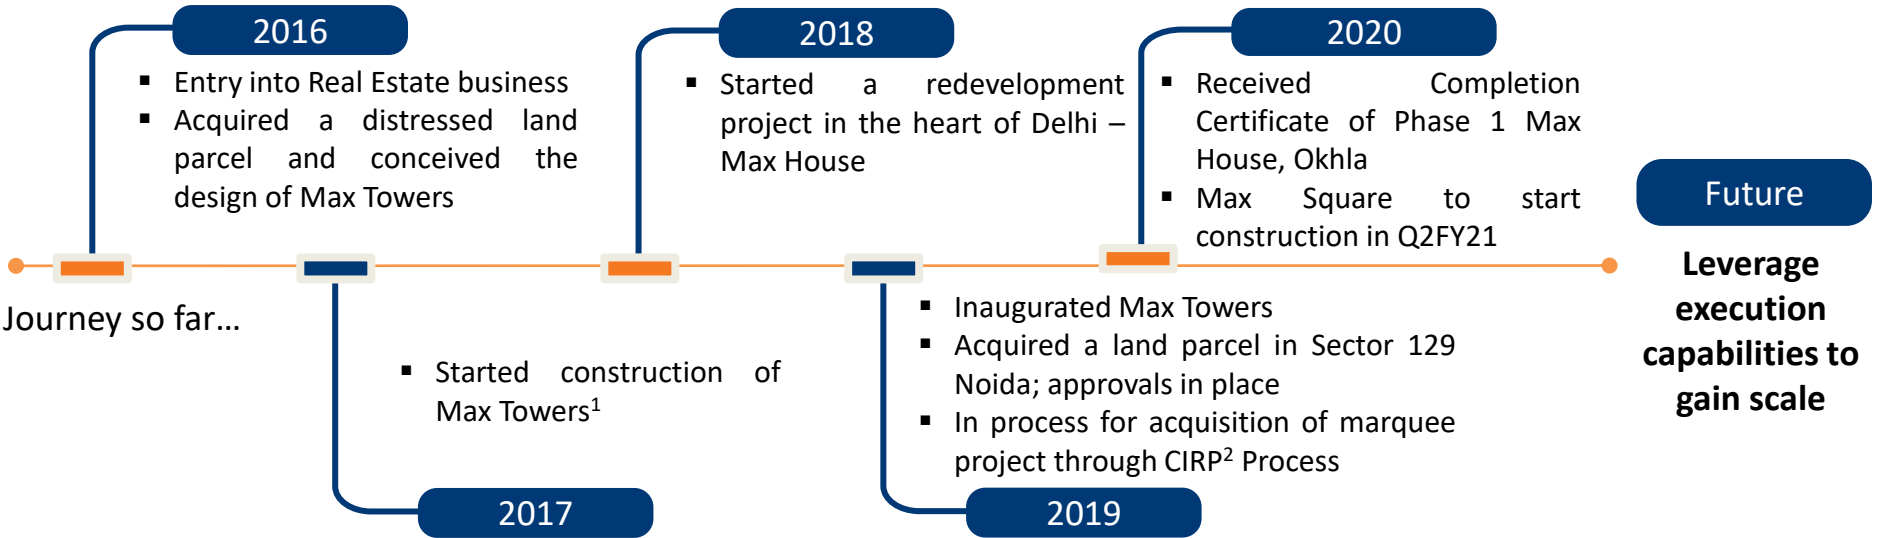 2016
▪ Entry into Real Estate business
▪ Acquired a distressed land
parcel and conceived the
design of Max Towers
2018
▪ Started a redevelopment
project in the heart of Delhi –
Max House
2020
▪ Received Completion
Certificate of Phase 1 Max
House, Okhla
▪ Max Square to start
construction in Q2FY21
Future
Leverage
execution
capabilities to
gain scale
Journey so far...
▪ Started construction of
Max Towers¹
2017
▪ Inaugurated Max Towers
▪ Acquired a land parcel in Sector 129
Noida; approvals in place
▪ In process for acquisition of marquee
project through CIRP² Process
2019